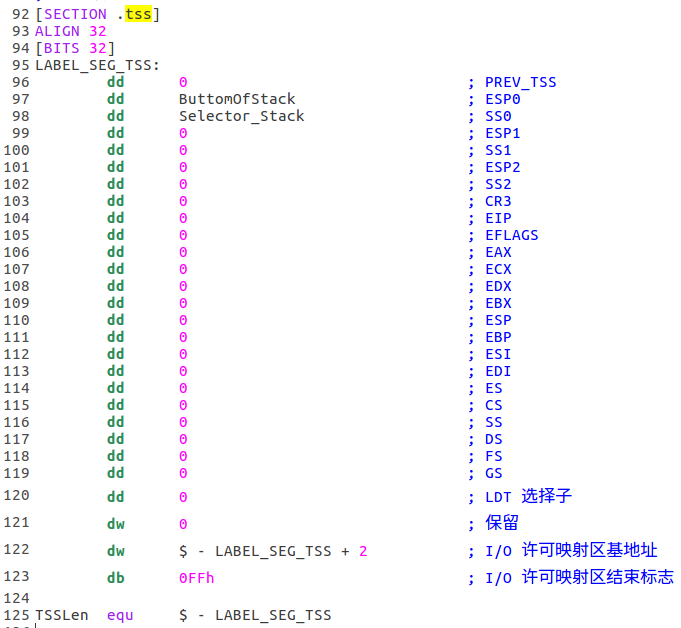 92 [SECTION .tss]
93 ALIGN 32
94 [BITS 32]
95 LABEL_SEG_TSS:
96 dd 0 ; PREV_TSS
97 dd ButtomOfStack ; ESP0
98 dd Selector_Stack ; SS0
99 dd 0 ; ESP1
100 dd 0 ; SS1
101 dd 0 ; ESP2
102 dd 0 ; SS2
103 dd 0 ; CR3
104 dd 0 ; EIP
105 dd 0 ; EFLAGS
106 dd 0 ; EAX
107 dd 0 ; ECX
108 dd 0 ; EDX
109 dd 0 ; EBX
110 dd 0 ; ESP
111 dd 0 ; EBP
112 dd 0 ; ESI
113 dd 0 ; EDI
114 dd 0 ; ES
115 dd 0 ; CS
116 dd 0 ; SS
117 dd 0 ; DS
118 dd 0 ; FS
119 dd 0 ; GS
120 dd 0 ; LDT 选择子
121 dw 0 ; 保留
122 dw $ - LABEL_SEG_TSS + 2 ; I/O 许可映射区基地址
123 db 0FFh ; I/O 许可映射区结束标志
124
125 TSSLen equ $ - LABEL_SEG_TSS